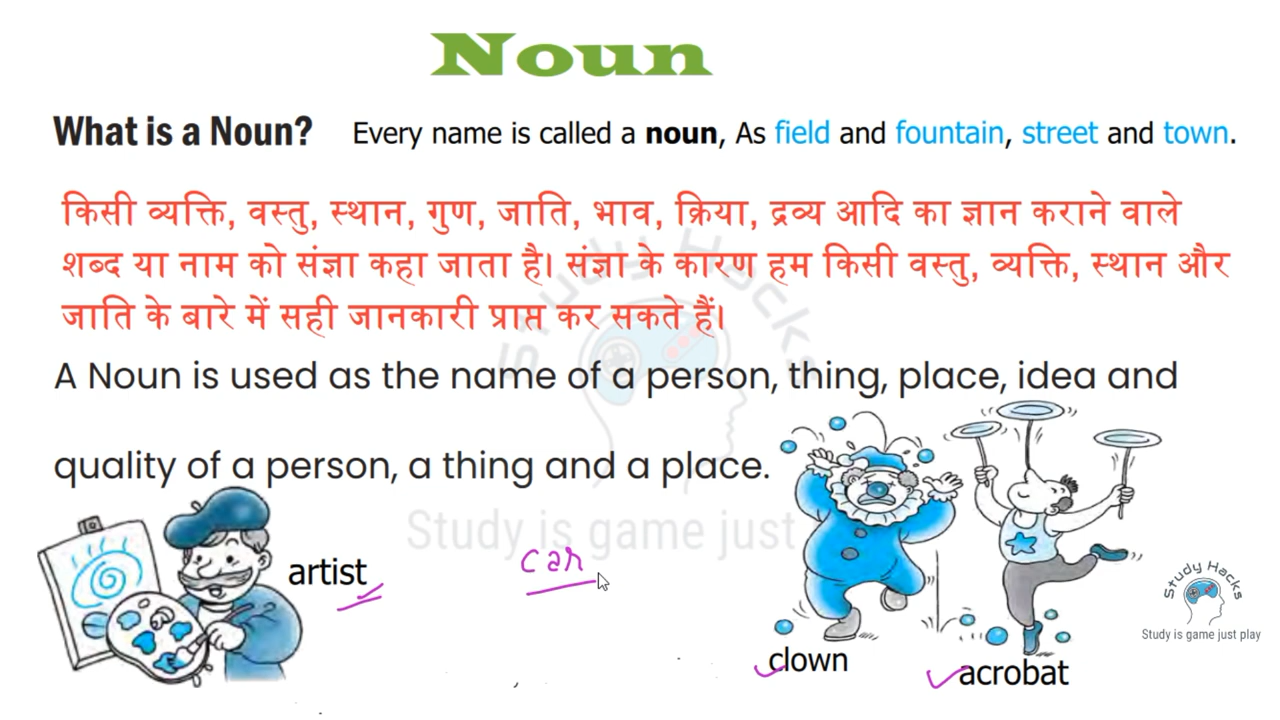 Noun
What is a Noun? Every name is called a noun, As field and fountain, street and town.
किसी व्यक्ति, वस्तु, स्थान, गुण, जाति, भाव, क्रिया, द्रव्य आदि का ज्ञान कराने वाले
शब्द या नाम को संज्ञा कहा जाता है। संज्ञा के कारण हम किसी वस्तु, व्यक्ति, स्थान और
जाति के बारे में सही जानकारी प्राप्त कर सकते हैं।
A Noun is used as the name of a person, thing, place, idea and
quality of a person, a thing and a place.
Study Hacks
Study is game just
artist
car
clown
acrobat
Study Hacks
Study is game just play